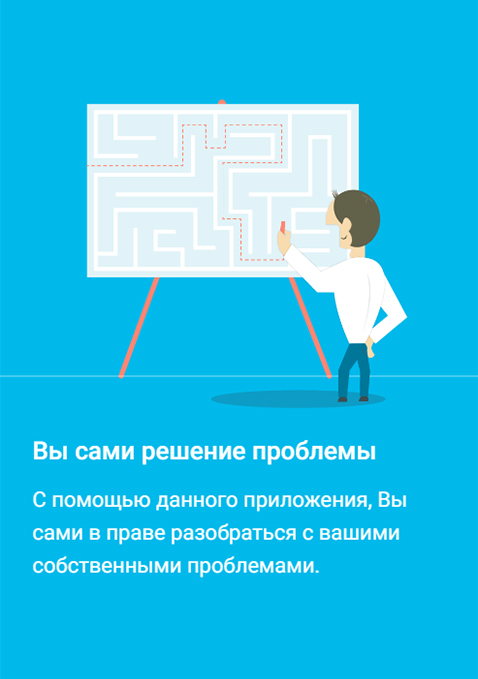 Вы сами решение проблемы
С помощью данного приложения, Вы
сами в праве разобраться с вашими
собственными проблемами.